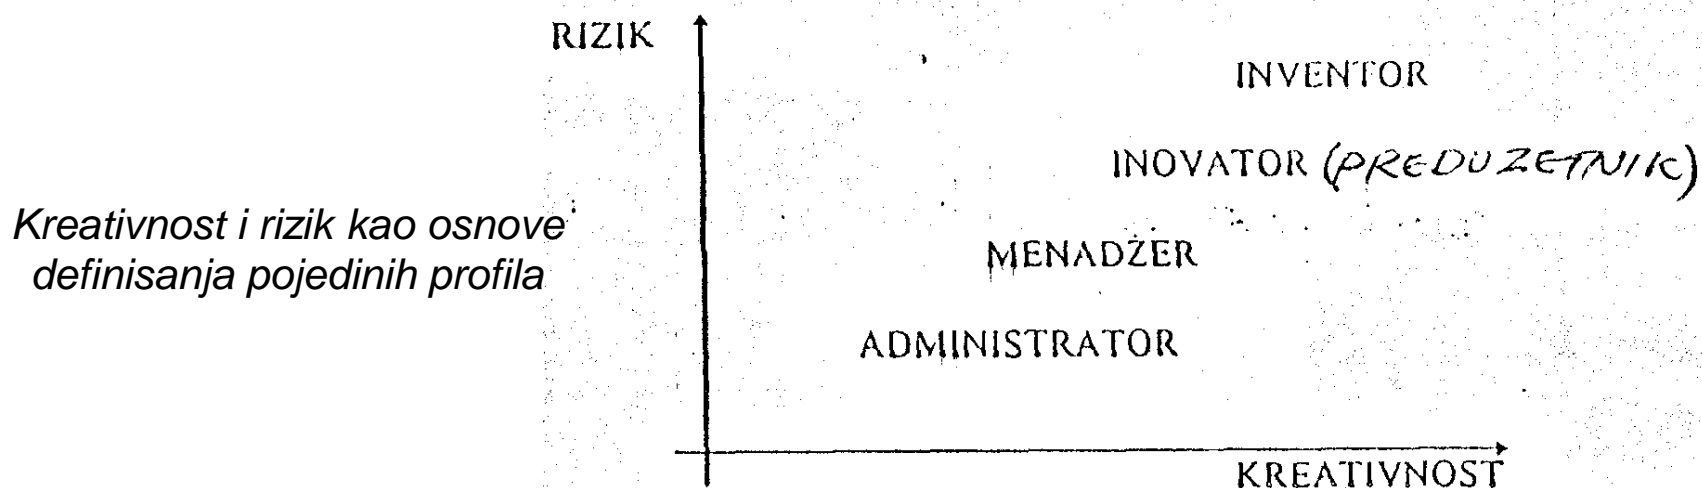 RIZIK
INVENTOR
INOVATOR (PREDUZETNIK)
Kreativnost i rizik kao osnove
definisanja pojedinih profila
MENADŽER
ADMINISTRATOR
KREATIVNOST